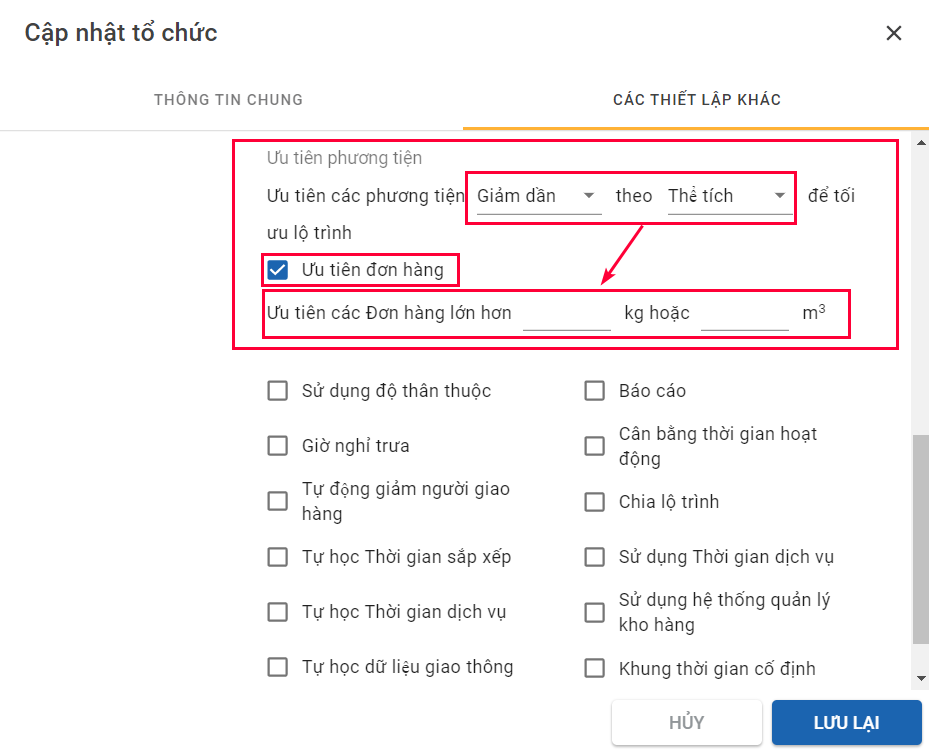 Cập nhật tổ chức
THÔNG TIN CHUNG
CÁC THIẾT LẬP KHÁC
Ưu tiên phương tiện
Ưu tiên các phương tiện Giảm dần theo Thể tích để tối
ưu lộ trình
Ưu tiên đơn hàng
Ưu tiên các Đơn hàng lớn hơn kg hoặc m³
Sử dụng độ thân thuộc
Báo cáo
Giờ nghỉ trưa
Cân bằng thời gian hoạt
động
Tự động giảm người giao
hàng
Chia lộ trình
Tự học Thời gian sắp xếp
Sử dụng Thời gian dịch vụ
Tự học Thời gian dịch vụ
Sử dụng hệ thống quản lý
kho hàng
Tự học dữ liệu giao thông
Khung thời gian cố định
HỦY
LƯU LẠI